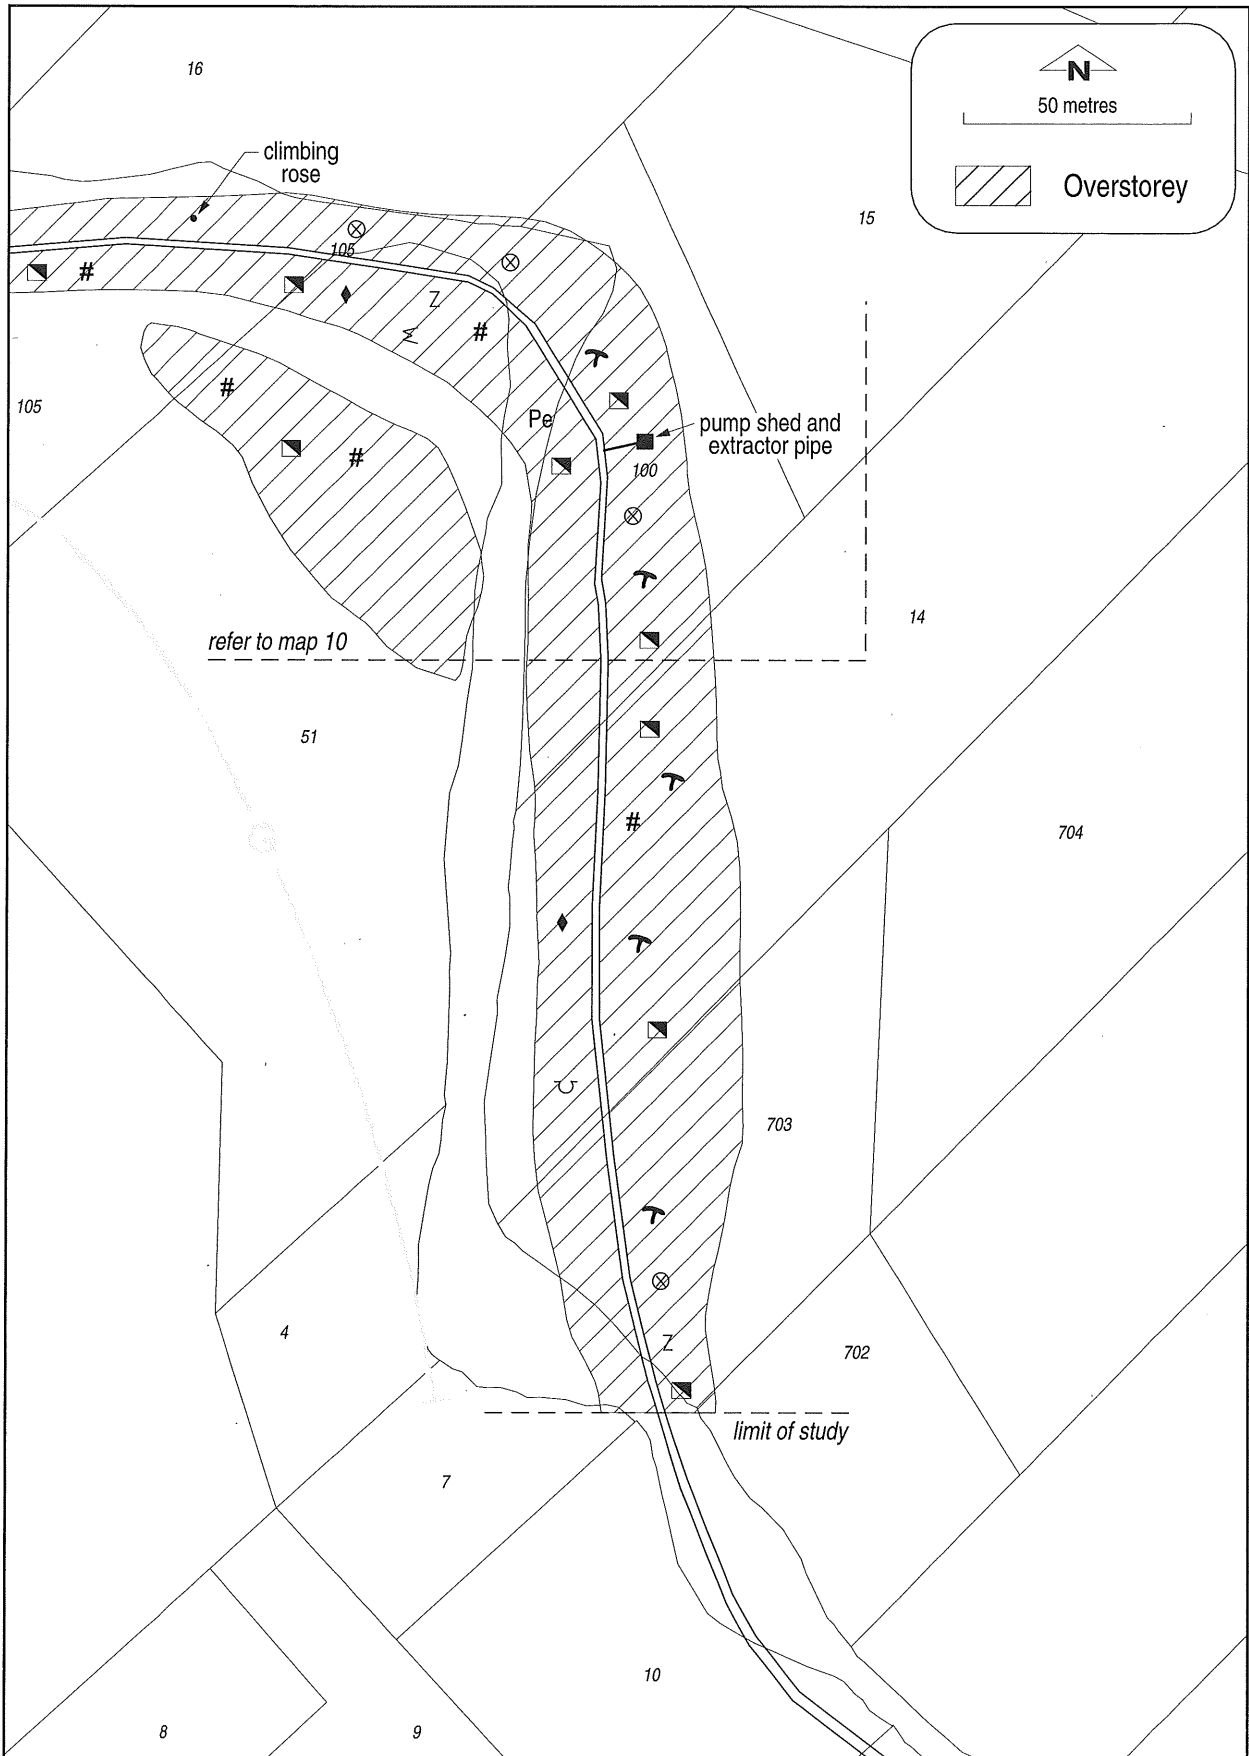 16
N
50 metres
Overstorey
climbing
rose
15
105
#
Z
#
#
105
Pe
pump shed and
extractor pipe
#
100
14
refer to map 10
51
#
704
703
4
Z
702
limit of study
7
10
8
9